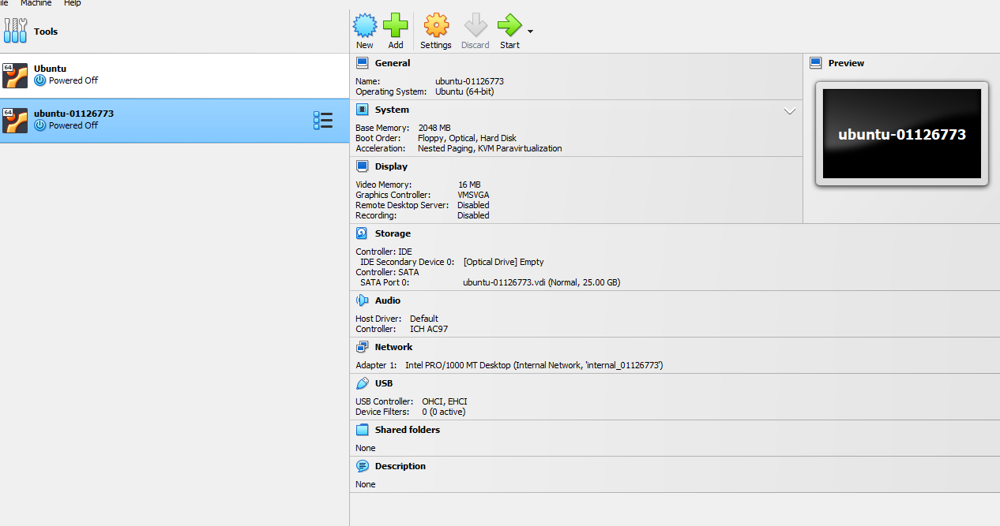 ile Machine Help
Tools
New Add Settings Discard Start
64 Ubuntu
Powered Off
64 ubuntu-01126773
Powered Off
General
Name: ubuntu-01126773
Operating System: Ubuntu (64-bit)
System
Base Memory: 2048 MB
Boot Order: Floppy, Optical, Hard Disk
Acceleration: Nested Paging, KVM Paravirtualization
Display
Video Memory: 16 MB
Graphics Controller: VMSVGA
Remote Desktop Server: Disabled
Recording: Disabled
Preview
ubuntu-01126773
Storage
Controller: IDE
IDE Secondary Device 0: [Optical Drive] Empty
Controller: SATA
SATA Port 0: ubuntu-01126773.vdi (Normal, 25.00 GB)
Audio
Host Driver: Default
Controller: ICH AC97
Network
Adapter 1: Intel PRO/1000 MT Desktop (Internal Network, 'internal_01126773')
USB
USB Controller: OHCI, EHCI
Device Filters: 0 (0 active)
Shared folders
None
Description
None